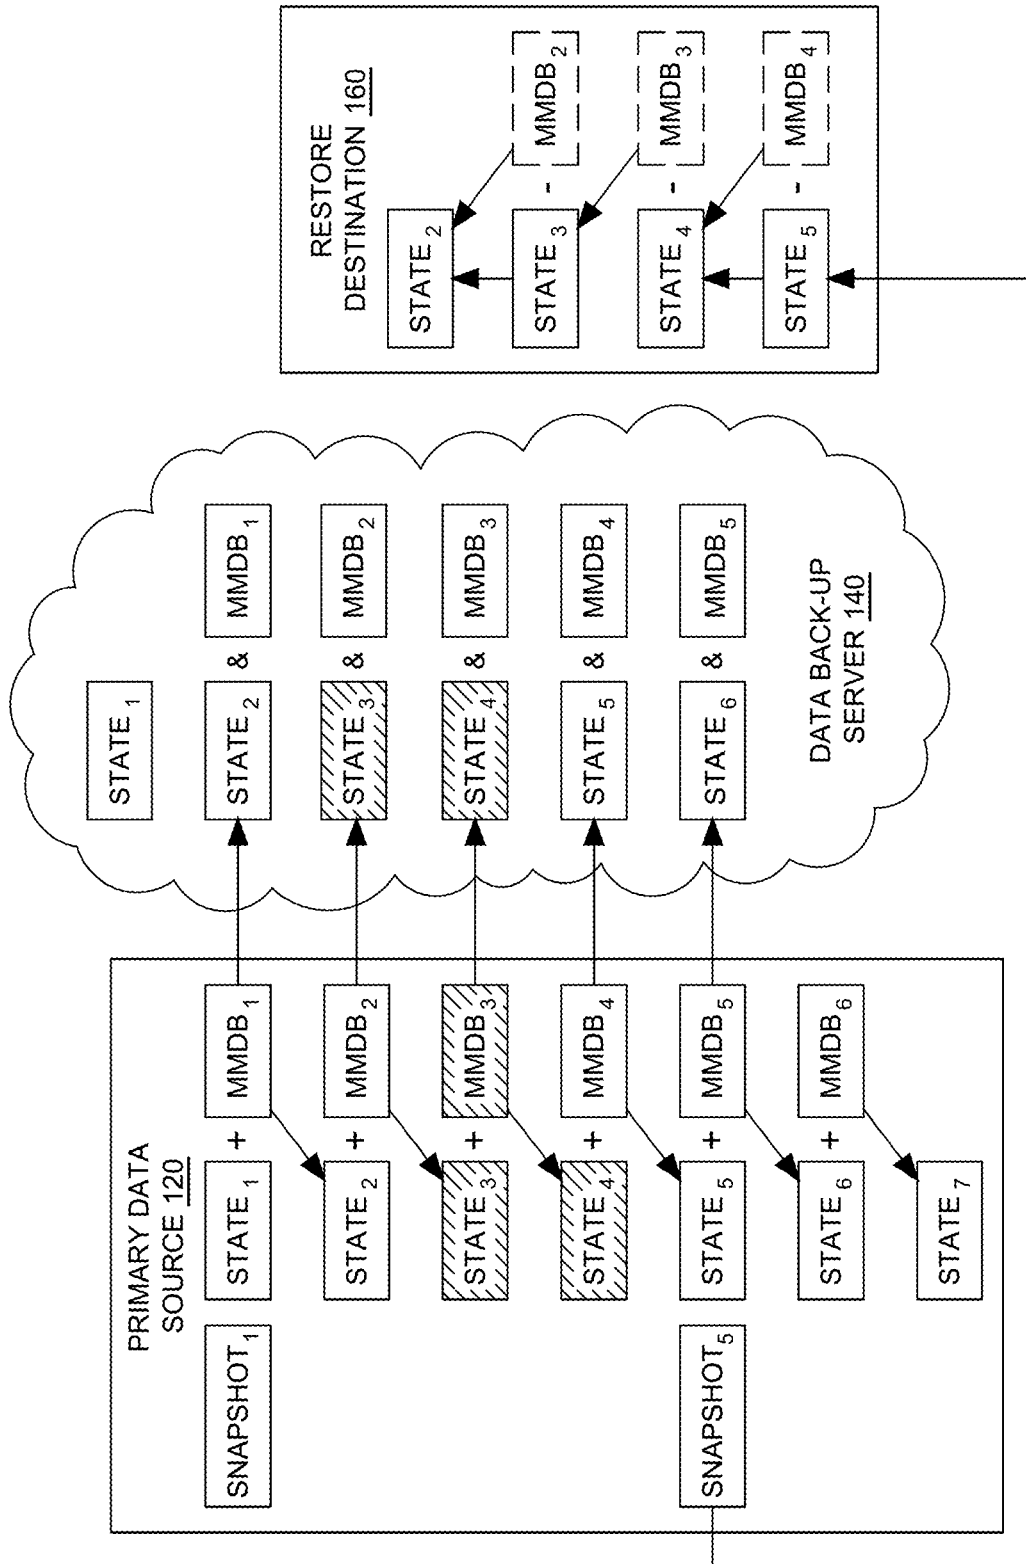 PRIMARY DATA
SOURCE 120
SNAPSHOT₁ STATE₁ + MMDB₁
STATE₂ + MMDB₂
STATE₃ + MMDB₃
STATE₄ + MMDB₄
SNAPSHOT₅ STATE₅ + MMDB₅
STATE₆ + MMDB₆
STATE₇
STATE₁
STATE₂ & MMDB₁
STATE₃ & MMDB₂
STATE₄ & MMDB₃
STATE₅ & MMDB₄
STATE₆ & MMDB₅
DATA BACK-UP
SERVER 140
RESTORE
DESTINATION 160
STATE₂
STATE₃ - MMDB₂
STATE₄ - MMDB₃
STATE₅ - MMDB₄